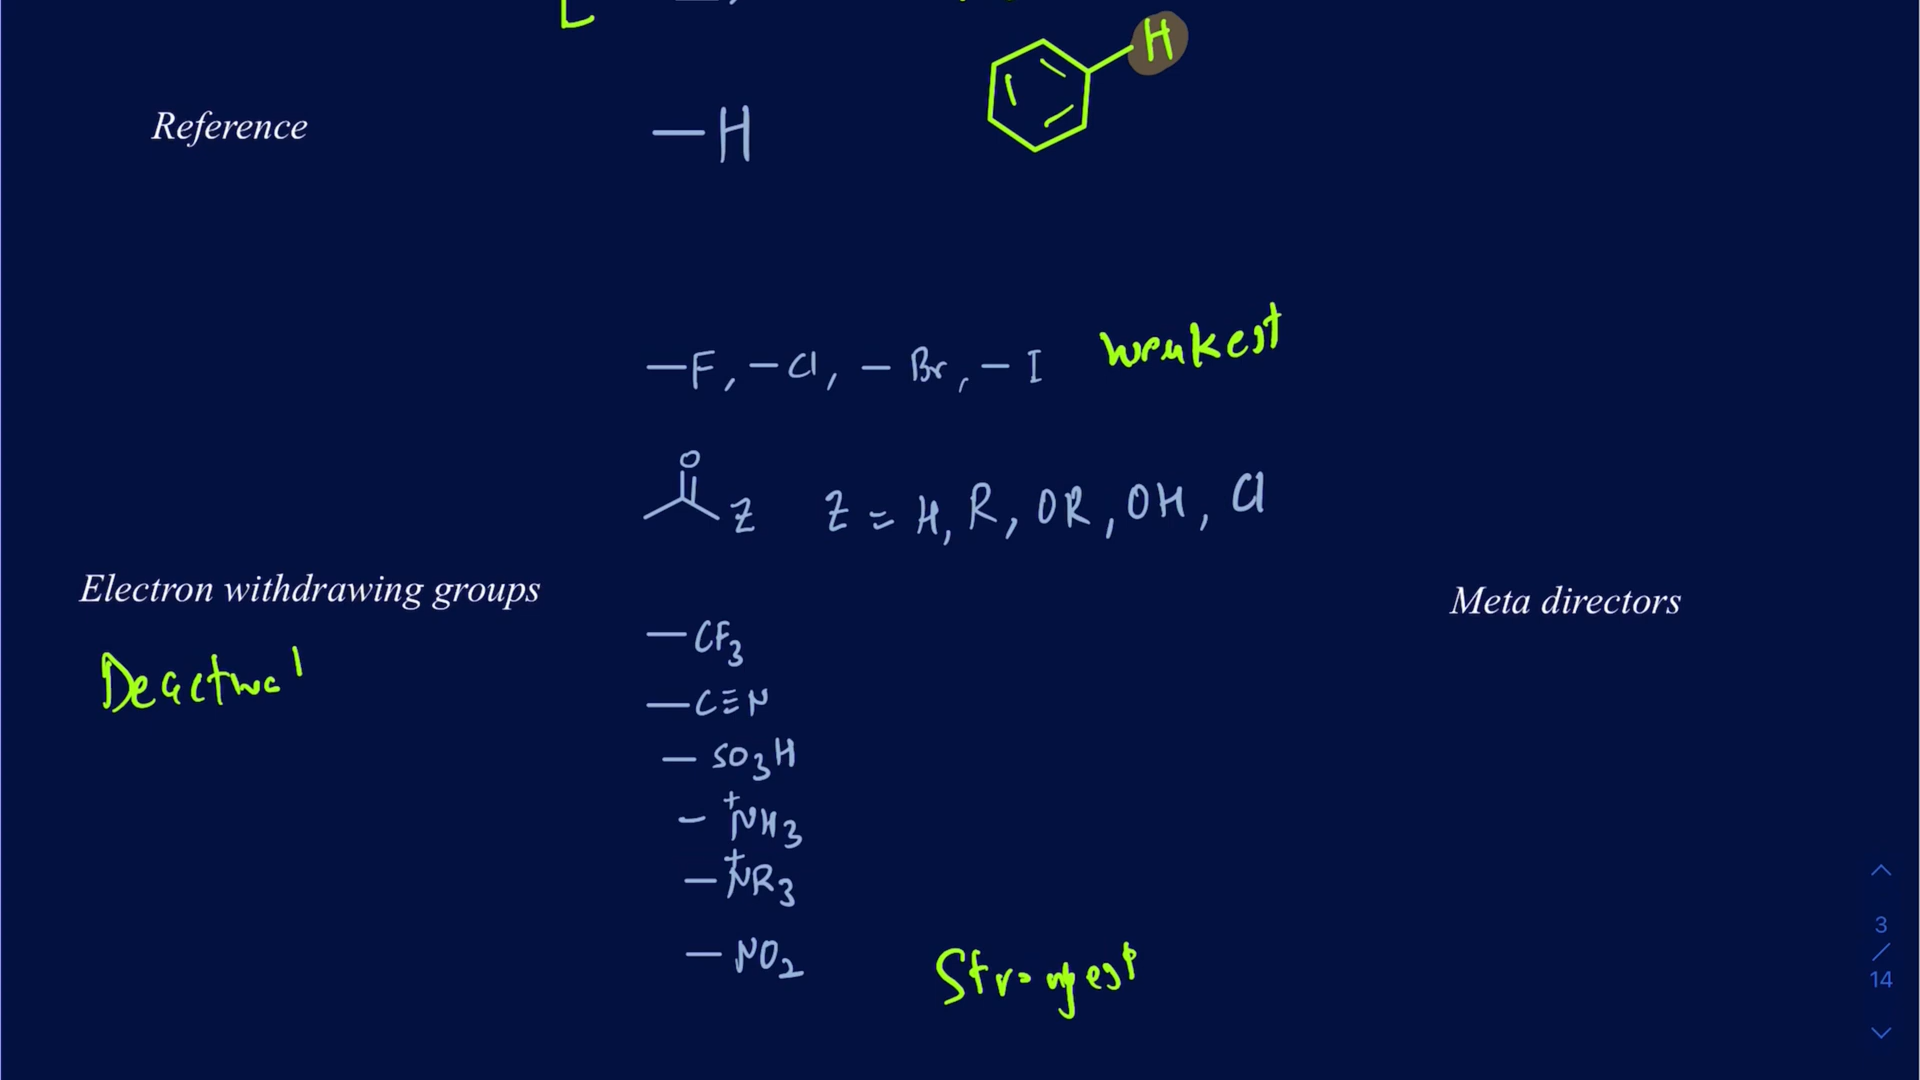 H
Reference
—H
—F, —Cl, —Br, —I weakest
O
Z Z = H, R, OR, OH, Cl
Electron withdrawing groups
Meta directors
—CF₃
—C≡N
—SO₃H
—⁺NH₃
—⁺NR₃
—NO₂ Strongest
3
/
14